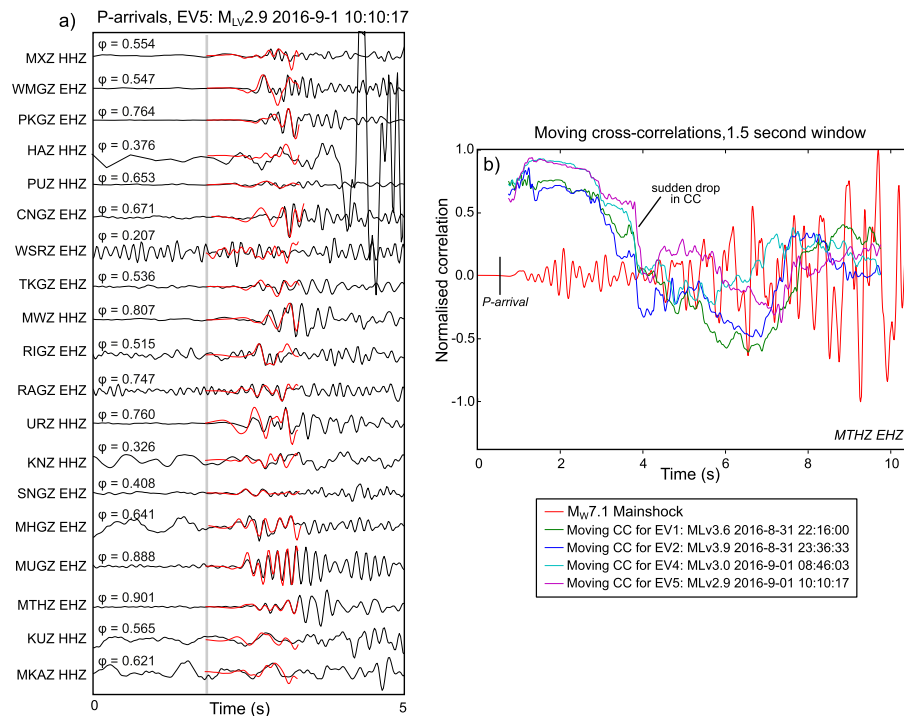 P-arrivals, EV5: MLV2.9 2016-9-1 10:10:17
a)
MXZ HHZ φ = 0.554
WMGZ EHZ φ = 0.547
PKGZ EHZ φ = 0.764
HAZ HHZ φ = 0.376
PUZ HHZ φ = 0.653
CNGZ EHZ φ = 0.671
WSRZ EHZ φ = 0.207
TKGZ EHZ φ = 0.536
MWZ HHZ φ = 0.807
RIGZ EHZ φ = 0.515
RAGZ EHZ φ = 0.747
URZ HHZ φ = 0.760
KNZ HHZ φ = 0.326
SNGZ EHZ φ = 0.408
MHGZ EHZ φ = 0.641
MUGZ EHZ φ = 0.888
MTHZ EHZ φ = 0.901
KUZ HHZ φ = 0.565
MKAZ HHZ φ = 0.621
0 5
Time (s)
Moving cross-correlations, 1.5 second window
b)
1.0
0.5
0.0
-0.5
-1.0
Normalised correlation
sudden drop
in CC
P-arrival
MTHZ EHZ
0 2 4 6 8 10
Time (s)
MW7.1 Mainshock
Moving CC for EV1: MLv3.6 2016-8-31 22:16:00
Moving CC for EV2: MLv3.9 2016-8-31 23:36:33
Moving CC for EV4: MLv3.0 2016-9-01 08:46:03
Moving CC for EV5: MLv2.9 2016-9-01 10:10:17